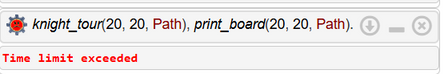 knight_tour(20, 20, Path), print_board(20, 20, Path).
Time limit exceeded